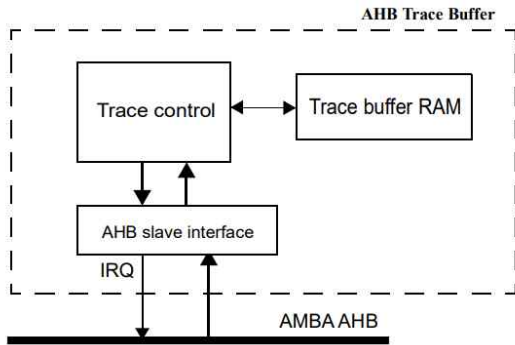 AHB Trace Buffer
Trace control
Trace buffer RAM
AHB slave interface
IRQ
AMBA AHB